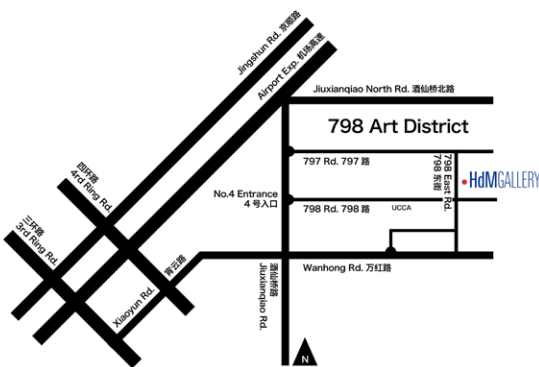 Jingshun Rd. 京顺路
Airport Exp. 机场高速
Jiuxianqiao North Rd. 酒仙桥北路
798 Art District
797 Rd. 797 路
四环路
4rd Ring Rd.
No.4 Entrance
4 号入口
798 Rd. 798 路
UCCA
798 East Rd.
798 东街
HdMGALLERY
三环路
3rd Ring Rd.
Xiaoyun Rd. 霄云路
酒仙桥路
Jiuxianqiao Rd.
Wanhong Rd. 万红路
N